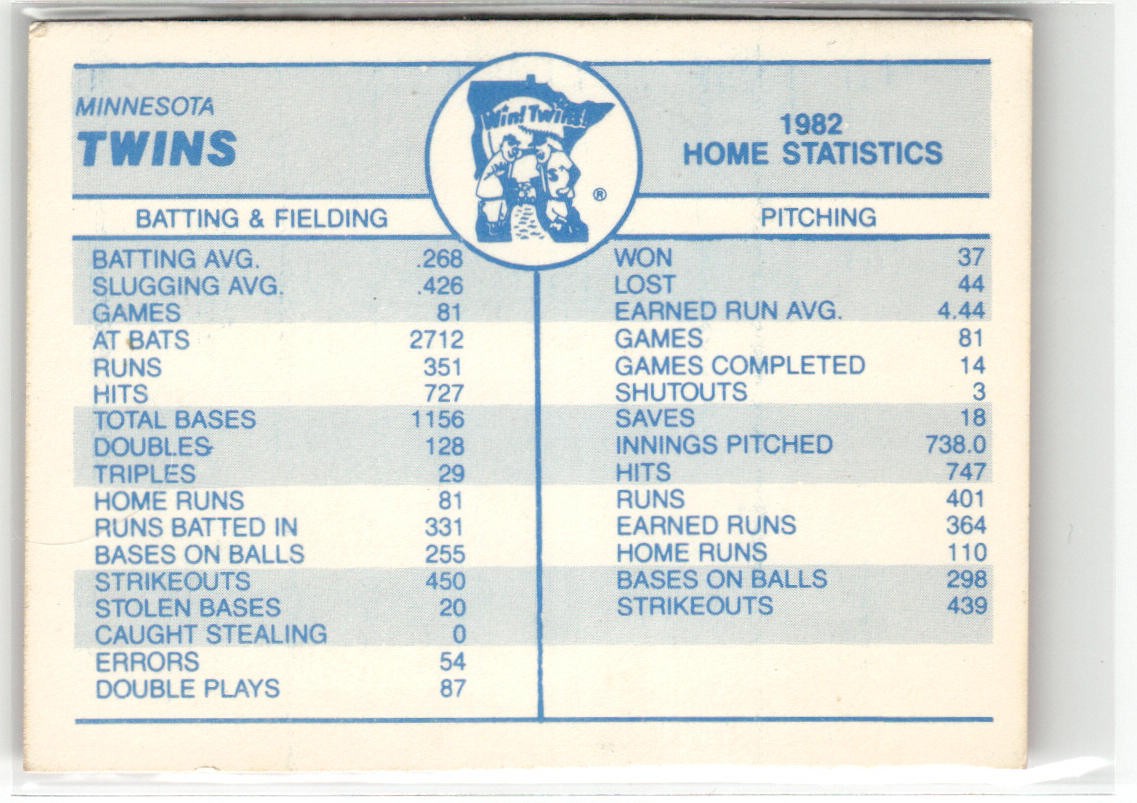 MINNESOTA
TWINS
Win! Twins!
®
1982
HOME STATISTICS
BATTING & FIELDING
BATTING AVG. .268
SLUGGING AVG. .426
GAMES 81
AT BATS 2712
RUNS 351
HITS 727
TOTAL BASES 1156
DOUBLES 128
TRIPLES 29
HOME RUNS 81
RUNS BATTED IN 331
BASES ON BALLS 255
STRIKEOUTS 450
STOLEN BASES 20
CAUGHT STEALING 0
ERRORS 54
DOUBLE PLAYS 87
PITCHING
WON 37
LOST 44
EARNED RUN AVG. 4.44
GAMES 81
GAMES COMPLETED 14
SHUTOUTS 3
SAVES 18
INNINGS PITCHED 738.0
HITS 747
RUNS 401
EARNED RUNS 364
HOME RUNS 110
BASES ON BALLS 298
STRIKEOUTS 439